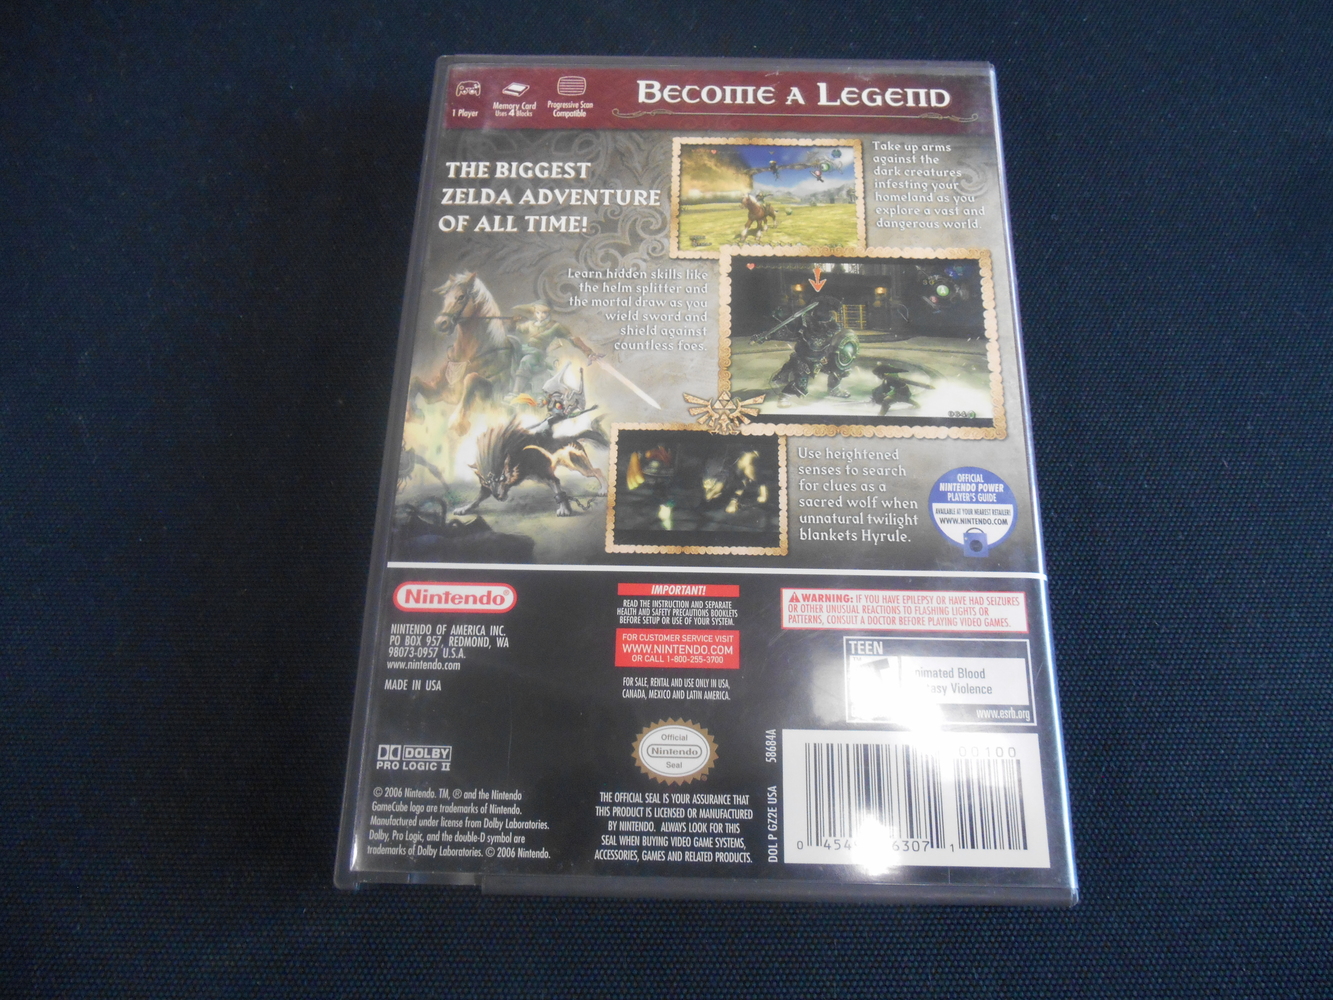 BECOME A LEGEND
1 Player
Memory Card
Uses 4 Blocks
Progressive Scan
Compatible
THE BIGGEST
ZELDA ADVENTURE
OF ALL TIME!
Take up arms
against the
dark creatures
infesting your
homeland as you
explore a vast and
dangerous world.
Learn hidden skills like
the helm splitter and
the mortal draw as you
wield sword and
shield against
countless foes.
Use heightened
senses to search
for clues as a
sacred wolf when
unnatural twilight
blankets Hyrule.
OFFICIAL
NINTENDO POWER
PLAYER'S GUIDE
AVAILABLE AT YOUR NEAREST RETAILER!
WWW.NINTENDO.COM
Nintendo®
NINTENDO OF AMERICA INC.
PO BOX 957, REDMOND, WA
98073-0957 U.S.A.
www.nintendo.com
MADE IN USA
IMPORTANT!
READ THE INSTRUCTION AND SEPARATE
HEALTH AND SAFETY PRECAUTIONS BOOKLETS
BEFORE SETUP OR USE OF YOUR SYSTEM.
FOR CUSTOMER SERVICE VISIT
WWW.NINTENDO.COM
OR CALL 1-800-255-3700
FOR SALE, RENTAL AND USE ONLY IN USA,
CANADA, MEXICO AND LATIN AMERICA.
WARNING: IF YOU HAVE EPILEPSY OR HAVE HAD SEIZURES
OR OTHER UNUSUAL REACTIONS TO FLASHING LIGHTS OR
PATTERNS, CONSULT A DOCTOR BEFORE PLAYING VIDEO GAMES.
TEEN
Blood
Violence
www.esrb.org
DOLBY
PRO LOGIC II
© 2006 Nintendo. TM, ® and the Nintendo
GameCube logo are trademarks of Nintendo.
Manufactured under license from Dolby Laboratories.
Dolby, Pro Logic, and the double-D symbol are
trademarks of Dolby Laboratories. © 2006 Nintendo.
Official
Nintendo
Seal
THE OFFICIAL SEAL IS YOUR ASSURANCE THAT
THIS PRODUCT IS LICENSED OR MANUFACTURED
BY NINTENDO. ALWAYS LOOK FOR THIS
SEAL WHEN BUYING VIDEO GAME SYSTEMS,
ACCESSORIES, GAMES AND RELATED PRODUCTS.
DOL P GZ2E USA 58684A
00100
0 454 6307 1